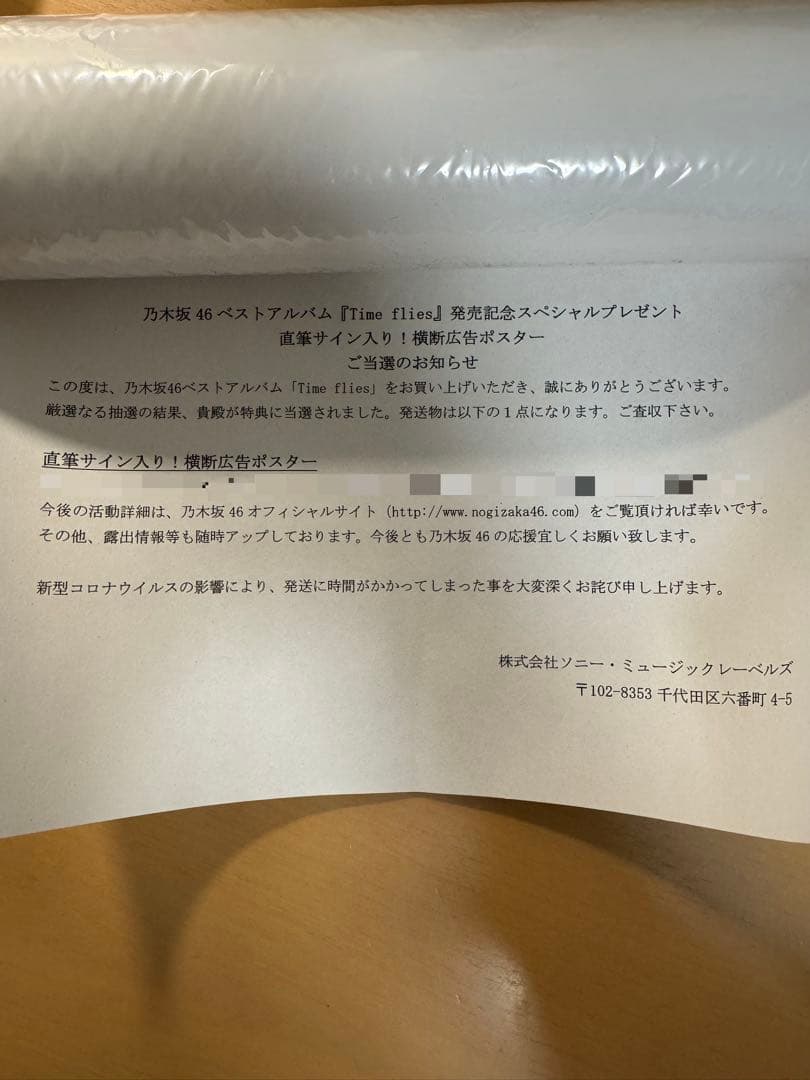 乃木坂 46 ベストアルバム『Time flies』発売記念スペシャルプレゼント
直筆サイン入り！横断広告ポスター
ご当選のお知らせ
この度は、乃木坂46ベストアルバム「Time flies」をお買い上げいただき、誠にありがとうございます。
厳選なる抽選の結果、貴殿が特典に当選されました。発送物は以下の１点になります。ご査収下さい。
直筆サイン入り！横断広告ポスター
今後の活動詳細は、乃木坂 46 オフィシャルサイト (http://www.nogizaka46.com) をご覧頂ければ幸いです。
その他、露出情報等も随時アップしております。今後とも乃木坂 46 の応援宜しくお願い致します。
新型コロナウイルスの影響により、発送に時間がかかってしまった事を大変深くお詫び申し上げます。
株式会社ソニー・ミュージックレーベルズ
〒102-8353 千代田区六番町 4-5